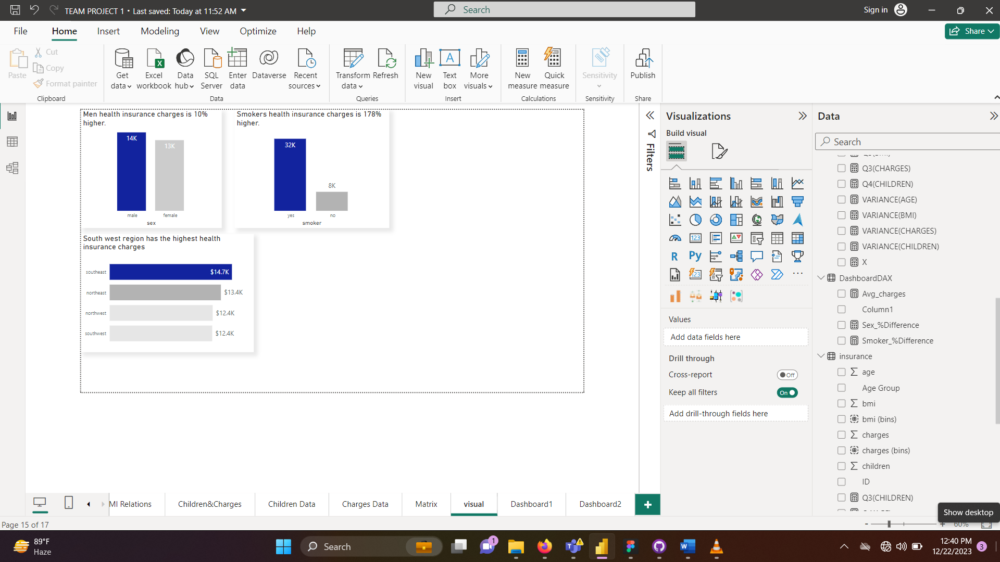 TEAM PROJECT 1 • Last saved: Today at 11:52 AM
Search
Sign in
File
Home
Insert
Modeling
View
Optimize
Help
Share
Paste
Cut
Copy
Format painter
Clipboard
Get data
Excel workbook
Data hub
SQL Server
Enter data
Dataverse
Recent sources
Data
Transform data
Refresh
Queries
New visual
Text box
More visuals
Insert
New measure
Quick measure
Calculations
Sensitivity
Sensitivity
Publish
Share
Men health insurance charges is 10%
higher.
14K
13K
male
female
sex
Smokers health insurance charges is 178%
higher.
32K
8K
yes
no
smoker
South west region has the highest health
insurance charges
southeast
$14.7K
northeast
$13.4K
northwest
$12.4K
southwest
$12.4K
Filters
Visualizations
Build visual
123
R
Py
123
Values
Add data fields here
Drill through
Cross-report
Off
Keep all filters
On
Add drill-through fields here
Data
Search
Q3(CHARGES)
Q4(CHILDREN)
VARIANCE(AGE)
VARIANCE(BMI)
VARIANCE(CHARGES)
VARIANCE(CHILDREN)
X
DashboardDAX
Avg_charges
Column1
Sex_%Difference
Smoker_%Difference
insurance
age
Age Group
bmi
bmi (bins)
charges
charges (bins)
children
ID
Q3(CHILDREN)
Show desktop
MI Relations
Children&Charges
Children Data
Charges Data
Matrix
visual
Dashboard1
Dashboard2
Page 15 of 17
- + 60%
89°F
Haze
Search
1
12:40 PM
12/22/2023
3